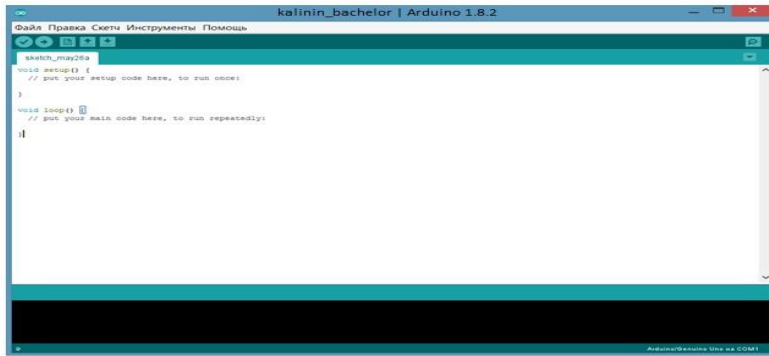 kalinin_bachelor | Arduino 1.8.2
Файл Правка Скетч Инструменты Помощь
sketch_may26a
void setup() {
// put your setup code here, to run once:
}
void loop() {
// put your main code here, to run repeatedly:
}
9
Arduino/Genuino Uno на COM1